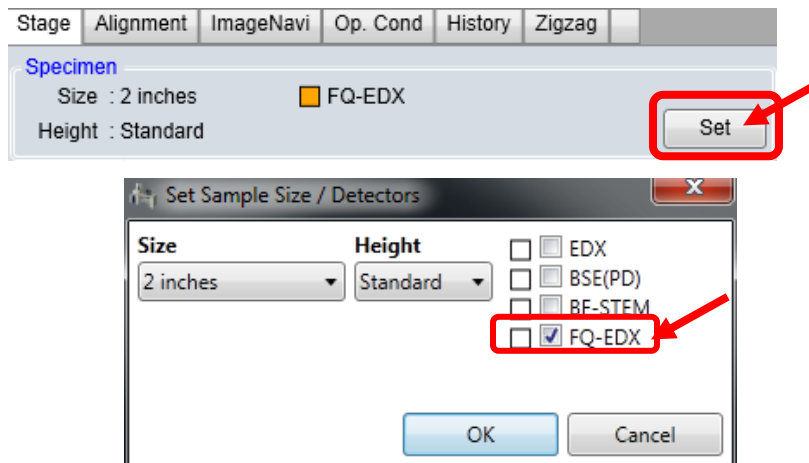 Stage Alignment ImageNavi Op. Cond History Zigzag
Specimen
Size : 2 inches FQ-EDX
Height : Standard
Set
Set Sample Size / Detectors
Size Height EDX
2 inches Standard BSE(PD)
BF-STEM
FQ-EDX
OK Cancel